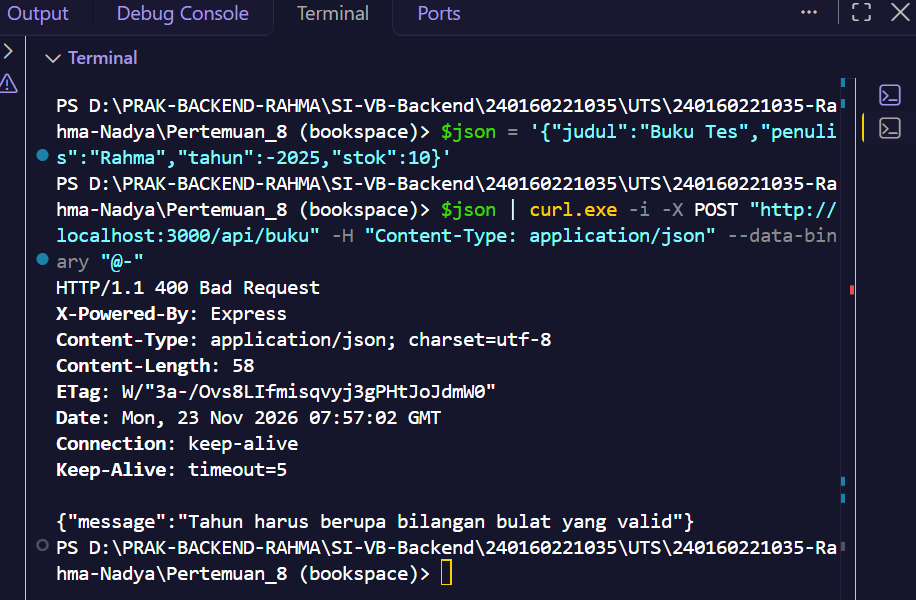 Output Debug Console Terminal Ports
Terminal
PS D:\PRAK-BACKEND-RAHMA\SI-VB-Backend\240160221035\UTS\240160221035-Ra
hma-Nadya\Pertemuan_8 (bookspace)> $json = '{"judul":"Buku Tes","penuli
s":"Rahma","tahun":-2025,"stok":10}'
PS D:\PRAK-BACKEND-RAHMA\SI-VB-Backend\240160221035\UTS\240160221035-Ra
hma-Nadya\Pertemuan_8 (bookspace)> $json | curl.exe -i -X POST "http://
localhost:3000/api/buku" -H "Content-Type: application/json" --data-bin
ary "@-"
HTTP/1.1 400 Bad Request
X-Powered-By: Express
Content-Type: application/json; charset=utf-8
Content-Length: 58
ETag: W/"3a-/Ovs8LIfmisqvyj3gPHtJoJdmW0"
Date: Mon, 23 Nov 2026 07:57:02 GMT
Connection: keep-alive
Keep-Alive: timeout=5
{"message":"Tahun harus berupa bilangan bulat yang valid"}
PS D:\PRAK-BACKEND-RAHMA\SI-VB-Backend\240160221035\UTS\240160221035-Ra
hma-Nadya\Pertemuan_8 (bookspace)>